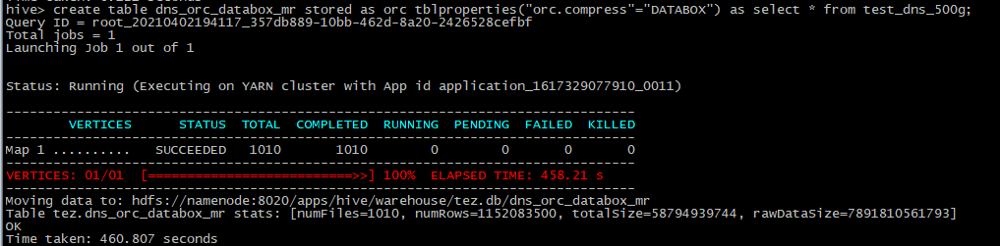 hive> create table dns_orc_databox_mr stored as orc tblproperties("orc.compress"="DATABOX") as select * from test_dns_500g;
Query ID = root_20210402194117_357db889-10bb-462d-8a20-2426528cefbf
Total jobs = 1
Launching Job 1 out of 1
Status: Running (Executing on YARN cluster with App id application_1617329077910_0011)
--------------------------------------------------------------------------------
VERTICES STATUS TOTAL COMPLETED RUNNING PENDING FAILED KILLED
--------------------------------------------------------------------------------
Map 1 .......... SUCCEEDED 1010 1010 0 0 0 0
--------------------------------------------------------------------------------
VERTICES: 01/01 [==========================>>] 100% ELAPSED TIME: 458.21 s
--------------------------------------------------------------------------------
Moving data to: hdfs://namenode:8020/apps/hive/warehouse/tez.db/dns_orc_databox_mr
Table tez.dns_orc_databox_mr stats: [numFiles=1010, numRows=1152083500, totalSize=58794939744, rawDataSize=7891810561793]
OK
Time taken: 460.807 seconds